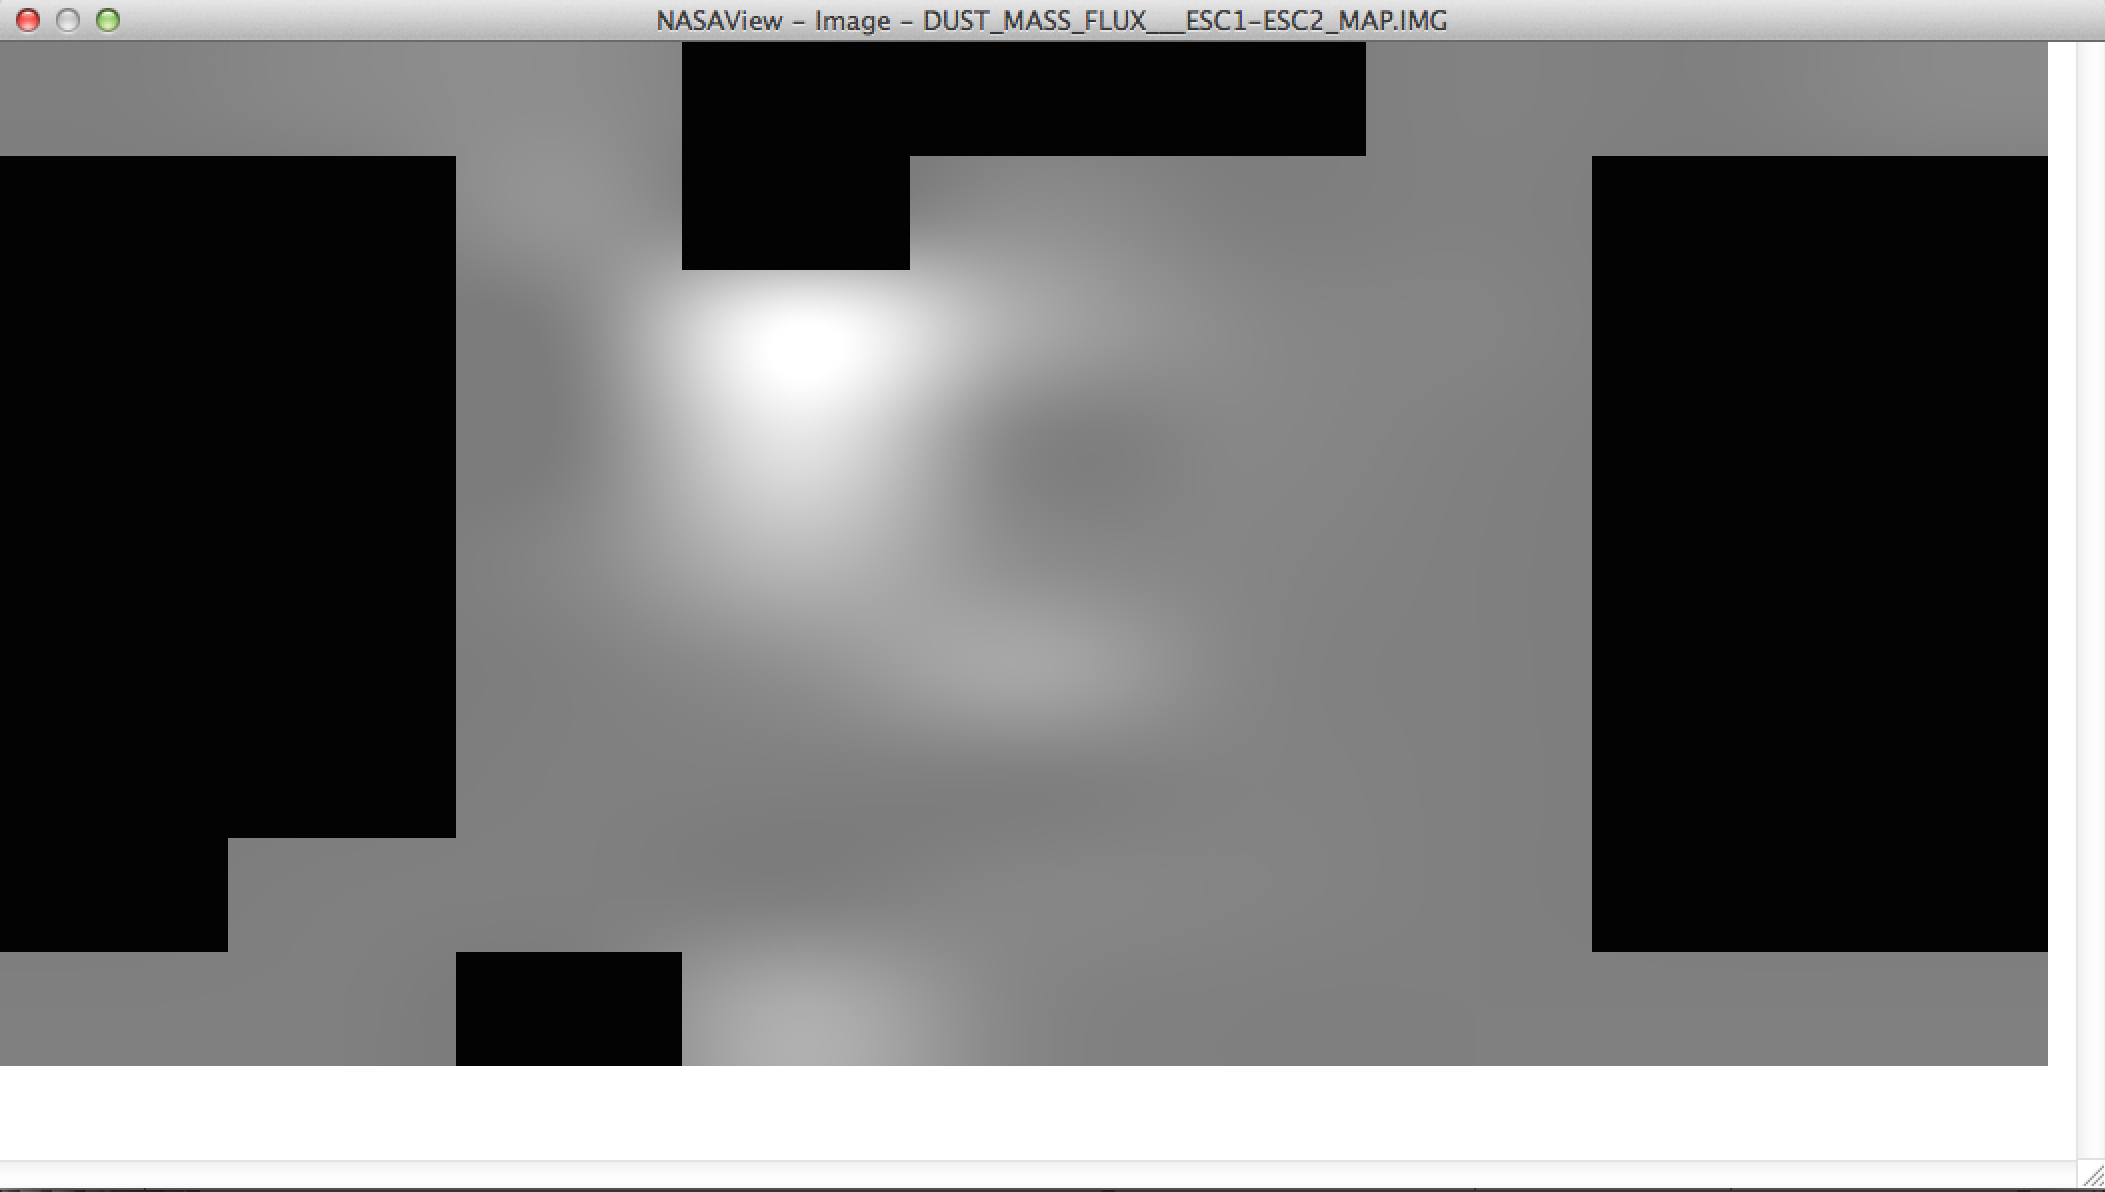 NASAView – Image – DUST_MASS_FLUX___ESC1-ESC2_MAP.IMG